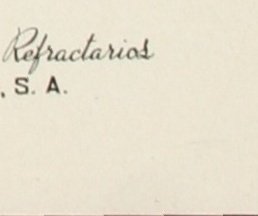 Refractarios
, S. A.